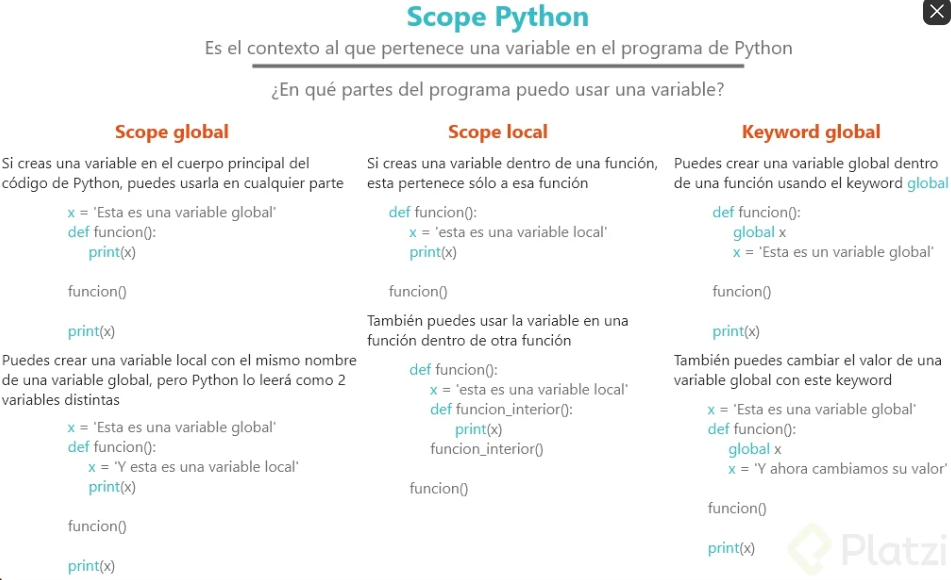 Scope Python
Es el contexto al que pertenece una variable en el programa de Python
¿En qué partes del programa puedo usar una variable?
Scope global
Si creas una variable en el cuerpo principal del
código de Python, puedes usarla en cualquier parte
x = 'Esta es una variable global'
def funcion():
print(x)
funcion()
print(x)
Puedes crear una variable local con el mismo nombre
de una variable global, pero Python lo leerá como 2
variables distintas
x = 'Esta es una variable global'
def funcion():
x = 'Y esta es una variable local'
print(x)
funcion()
print(x)
Scope local
Si creas una variable dentro de una función,
esta pertenece sólo a esa función
def funcion():
x = 'esta es una variable local'
print(x)
funcion()
También puedes usar la variable en una
función dentro de otra función
def funcion():
x = 'esta es una variable local'
def funcion_interior():
print(x)
funcion_interior()
funcion()
Keyword global
Puedes crear una variable global dentro
de una función usando el keyword global
def funcion():
global x
x = 'Esta es un variable global'
funcion()
print(x)
También puedes cambiar el valor de una
variable global con este keyword
x = 'Esta es una variable global'
def funcion():
global x
x = 'Y ahora cambiamos su valor'
funcion()
print(x)
Platzi